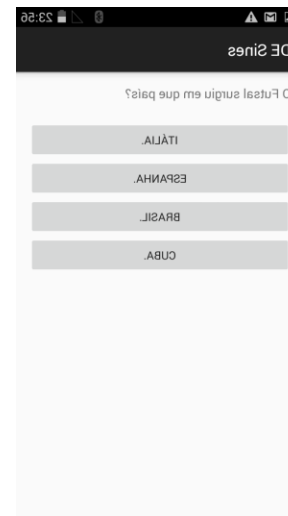 23:56
DE Sines
O Futsal surgiu em que país?
ITÁLIA.
ESPANHA.
BRASIL.
CUBA.